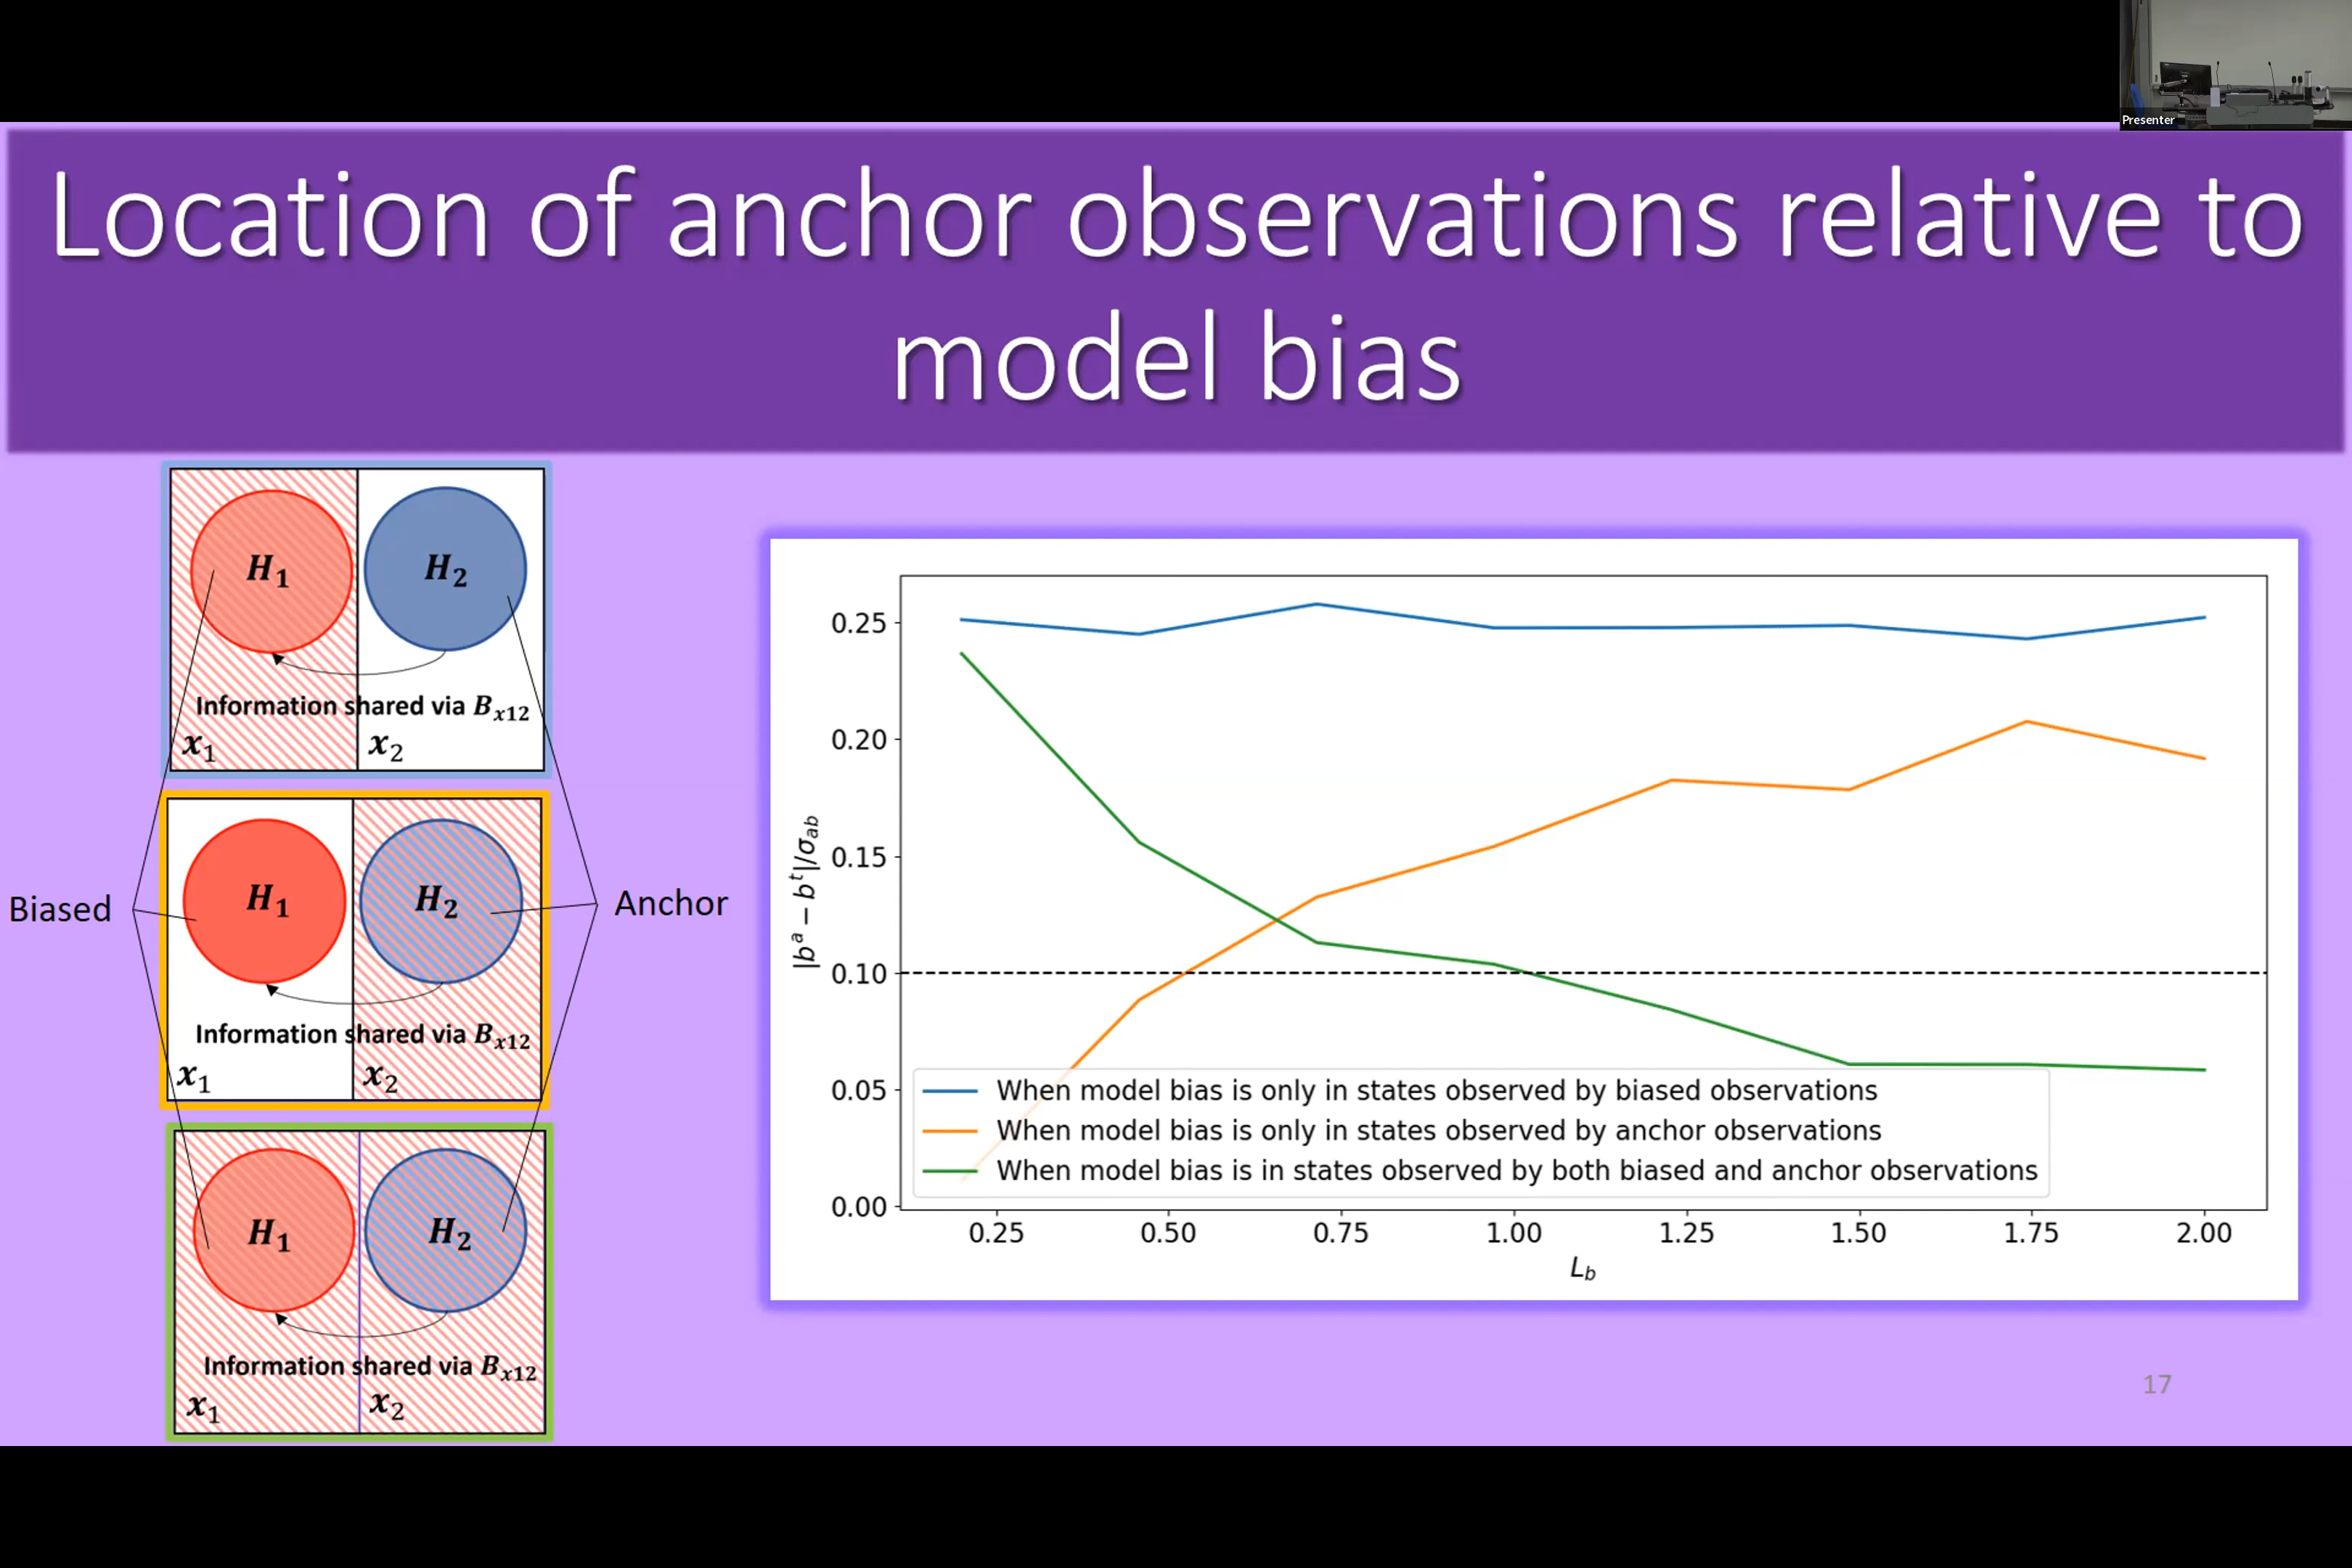 Presenter
Location of anchor observations relative to
model bias
H₁
H₂
Information shared via Bₓ₁₂
x₁
x₂
Biased
H₁
H₂
Anchor
Information shared via Bₓ₁₂
x₁
x₂
H₁
H₂
Information shared via Bₓ₁₂
x₁
x₂
|bᵃ − bᵗ|/σ_ab
0.25
0.20
0.15
0.10
0.05
0.00
When model bias is only in states observed by biased observations
When model bias is only in states observed by anchor observations
When model bias is in states observed by both biased and anchor observations
0.25 0.50 0.75 1.00 1.25 1.50 1.75 2.00
L_b
17